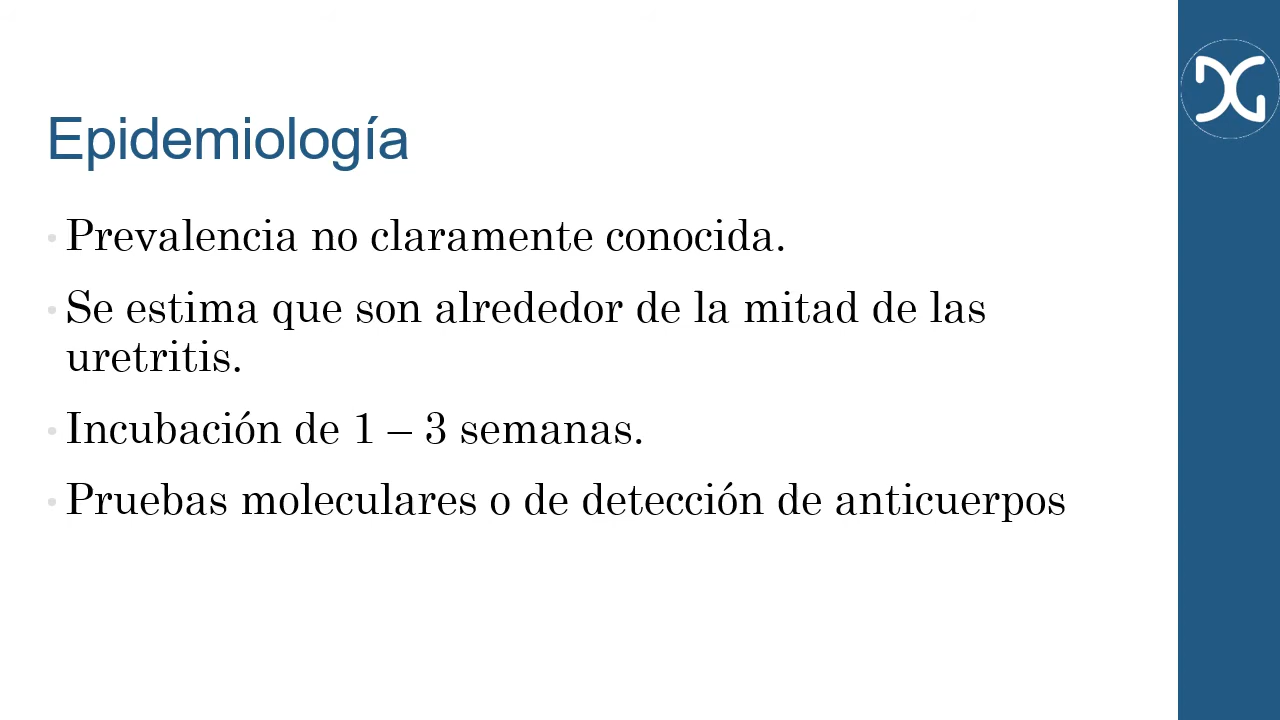 Epidemiología
• Prevalencia no claramente conocida.
• Se estima que son alrededor de la mitad de las
uretritis.
• Incubación de 1 – 3 semanas.
• Pruebas moleculares o de detección de anticuerpos